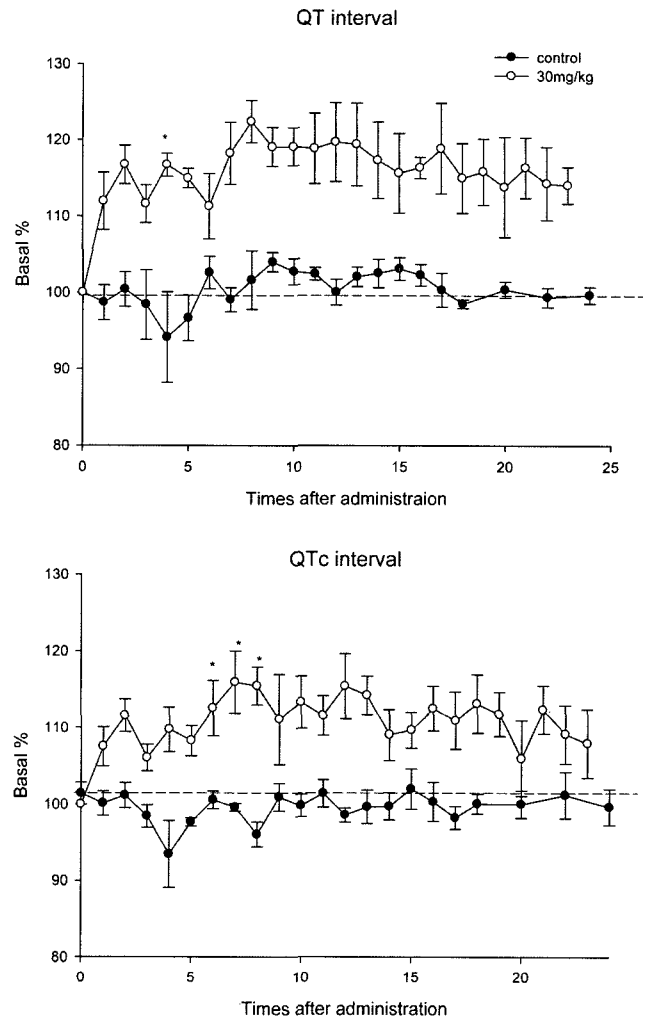 QT interval
control
30mg/kg
130
120
110
100
90
80
Basal %
*
0 5 10 15 20 25
Times after administraion
QTc interval
130
120
110
100
90
80
Basal %
* * *
0 5 10 15 20
Times after administration